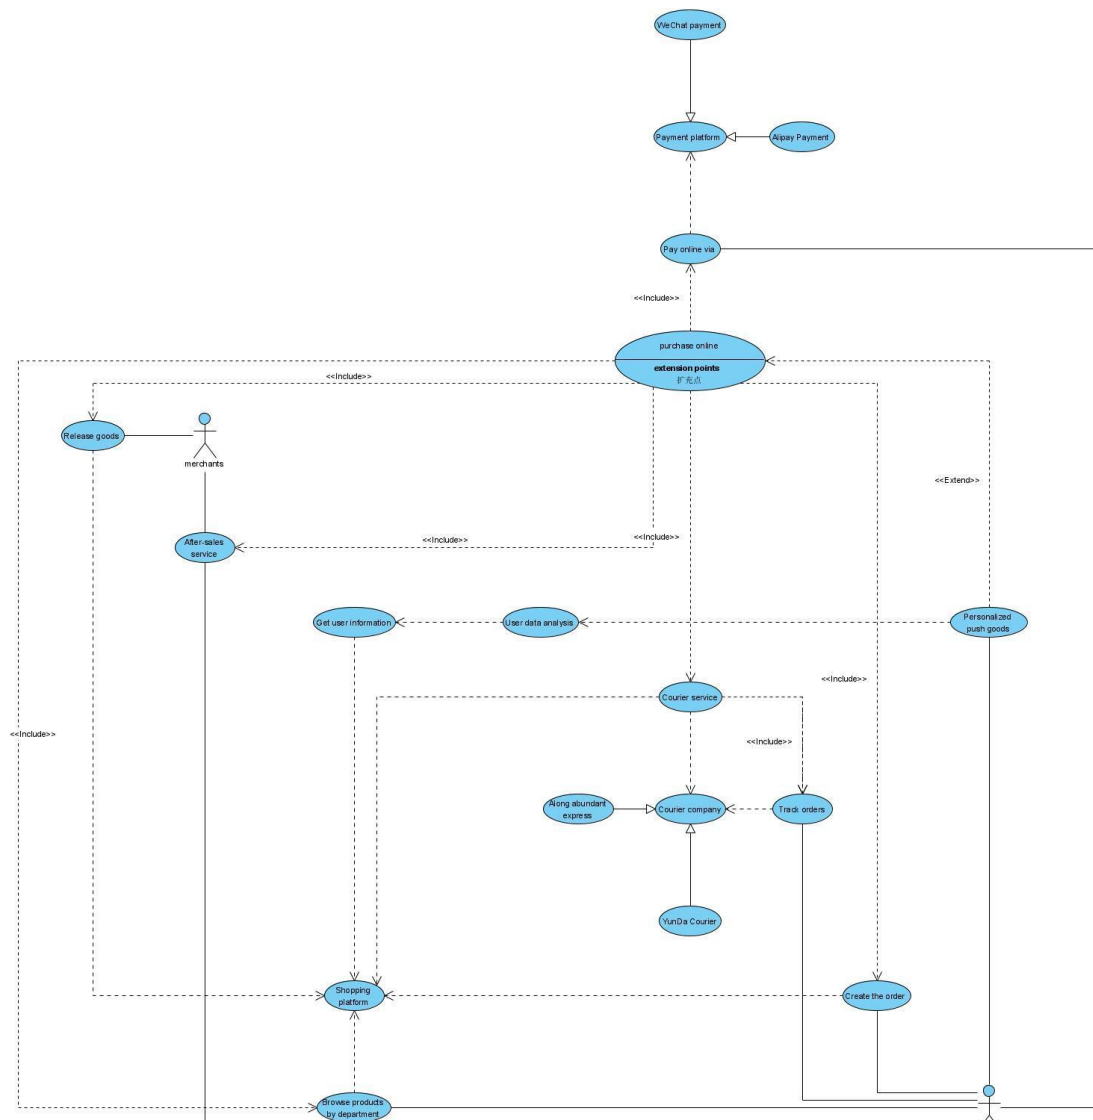 WeChat payment
Payment platform
Alipay Payment
Pay online via
<<Include>>
purchase online
extension points
扩充点
<<Include>>
Release goods
merchants
<<Extend>>
After-sales
service
<<Include>>
<<Include>>
Get user information
User data analysis
Personalized
push goods
<<Include>>
Courier service
<<Include>>
<<Include>>
Along abundant
express
Courier company
Track orders
YunDa Courier
Shopping
platform
Create the order
Browse products
by department